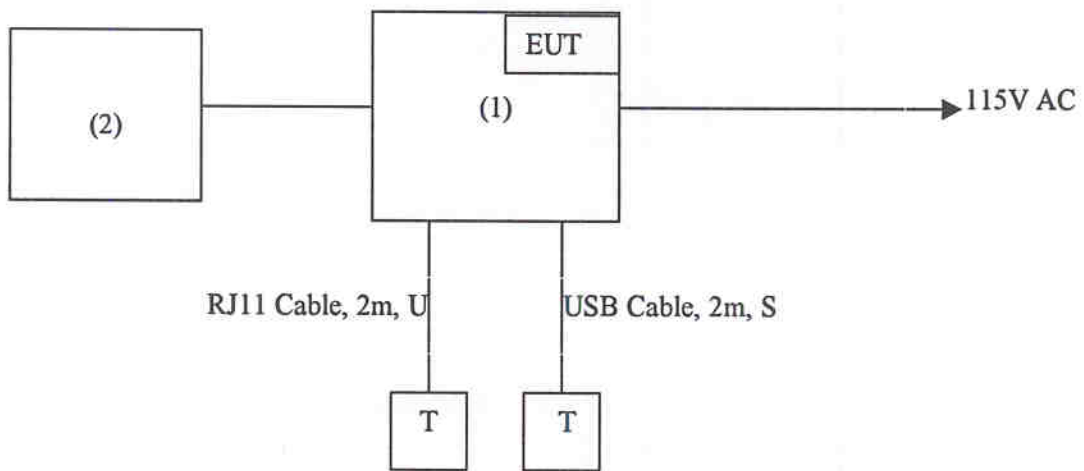 EUT
115V AC
(2)
(1)
RJ11 Cable, 2m, U
USB Cable, 2m, S
T
T